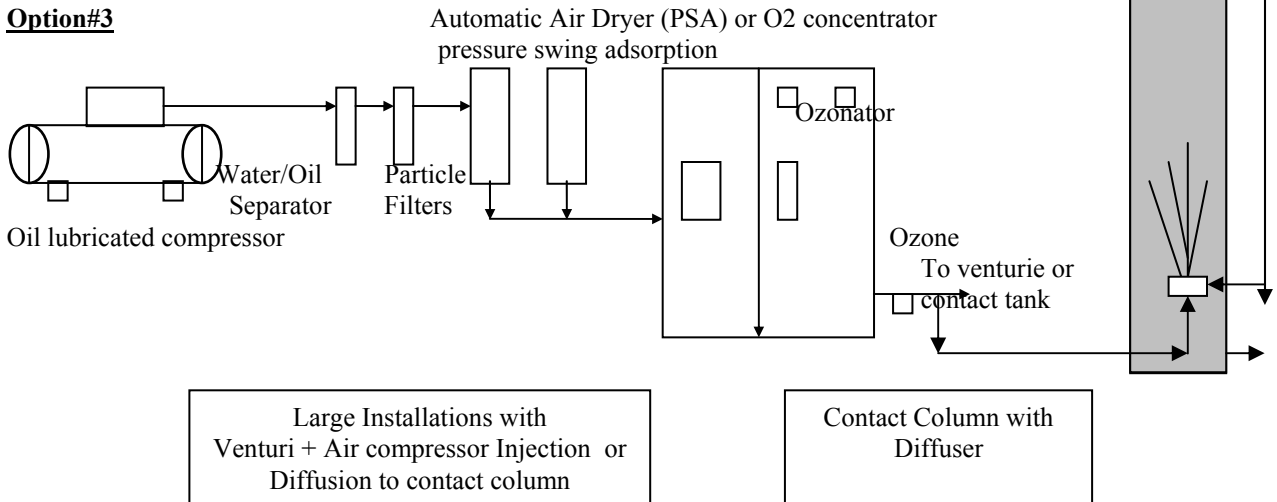 Option#3
Automatic Air Dryer (PSA) or O2 concentrator
pressure swing adsorption
Ozonator
Water/Oil
Separator
Particle
Filters
Oil lubricated compressor
Ozone
To venturie or
contact tank
Large Installations with
Venturi + Air compressor Injection or
Diffusion to contact column
Contact Column with
Diffuser